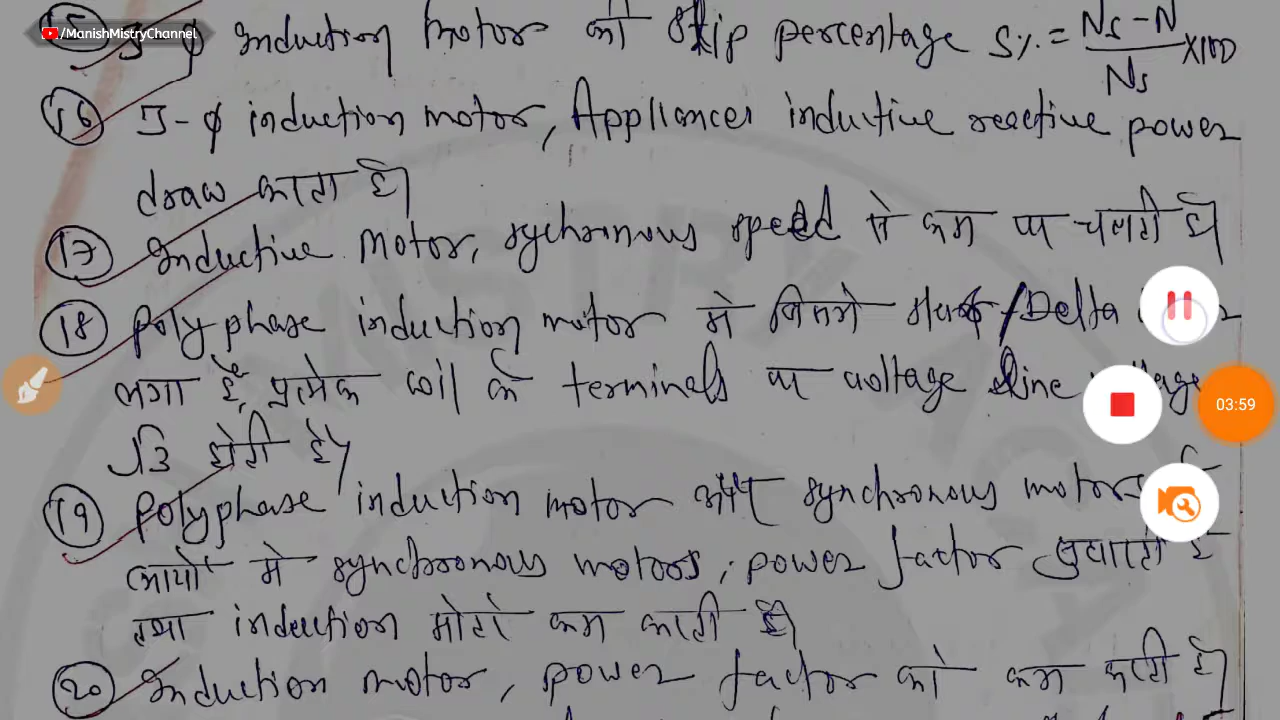 /ManishMistryChannel
15 3-φ Induction Motor की Slip percentage S% = Ns - N / Ns ×100
16 3-φ induction motor, Appliances inductive reactive power
draw करता है।
17 Inductive Motor, sychronous speed से कम पर चलती है।
18 Polyphase induction motor मे जिसमे स्टार/Delta
लगा है, प्रत्येक coil के terminals पर voltage Line
√3 होती है।
03:59
19 Polyphase induction motor और synchronous motors
कार्यो मे synchronous motors, power factor सुधारती है
तथा induction मोटरे कम करती है।
20 Induction motor, power factor को कम करती है।